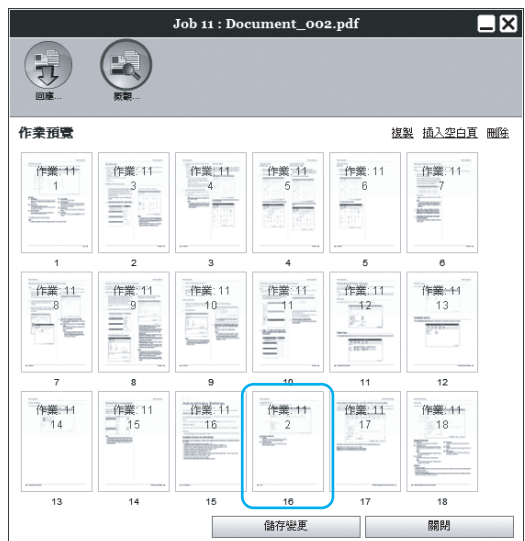 Job 11 : Document_002.pdf
回應...
概觀...
作業預覽
複製 插入空白頁 刪除
作業: 11 作業: 11 作業: 11 作業: 11 作業: 11 作業: 11
1 3 4 5 6 7
1 2 3 4 5 6
作業: 11 作業: 11 作業: 11 作業: 11 作業: 11 作業: 11
8 9 10 11 12 13
7 8 9 10 11 12
作業: 11 作業: 11 作業: 11 作業: 11 作業: 11 作業: 11
14 15 16 2 17 18
13 14 15 16 17 18
儲存變更 關閉